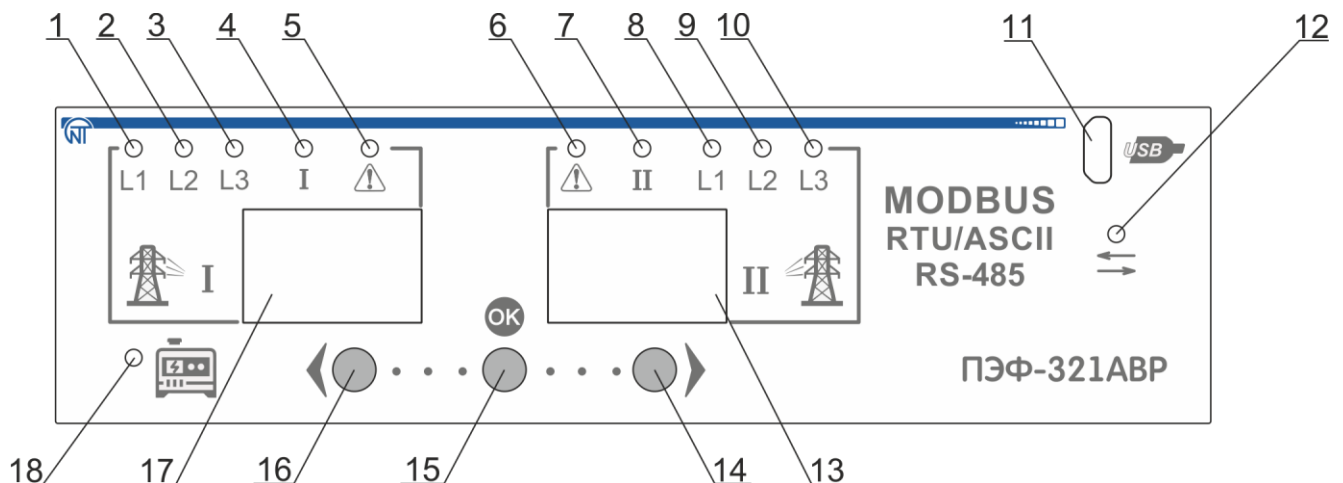 1 2 3 4 5 6 7 8 9 10 11 12
NT
L1 L2 L3 I II L1 L2 L3
USB
MODBUS
RTU/ASCII
RS-485
I II
OK
ПЭФ-321АВР
18 17 16 15 14 13